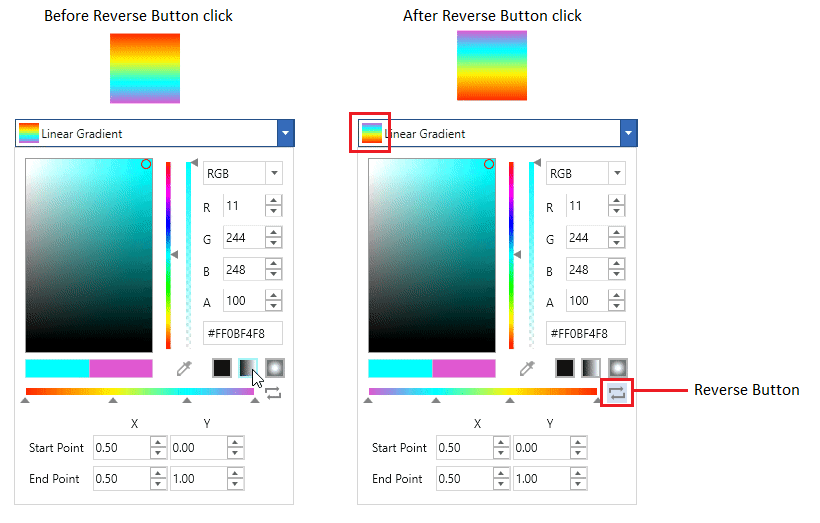 Before Reverse Button click
After Reverse Button click
Linear Gradient
RGB
R 11
G 244
B 248
A 100
#FF0BF4F8
X Y
Start Point 0.50 0.00
End Point 0.50 1.00
Linear Gradient
RGB
R 11
G 244
B 248
A 100
#FF0BF4F8
Reverse Button
X Y
Start Point 0.50 0.00
End Point 0.50 1.00